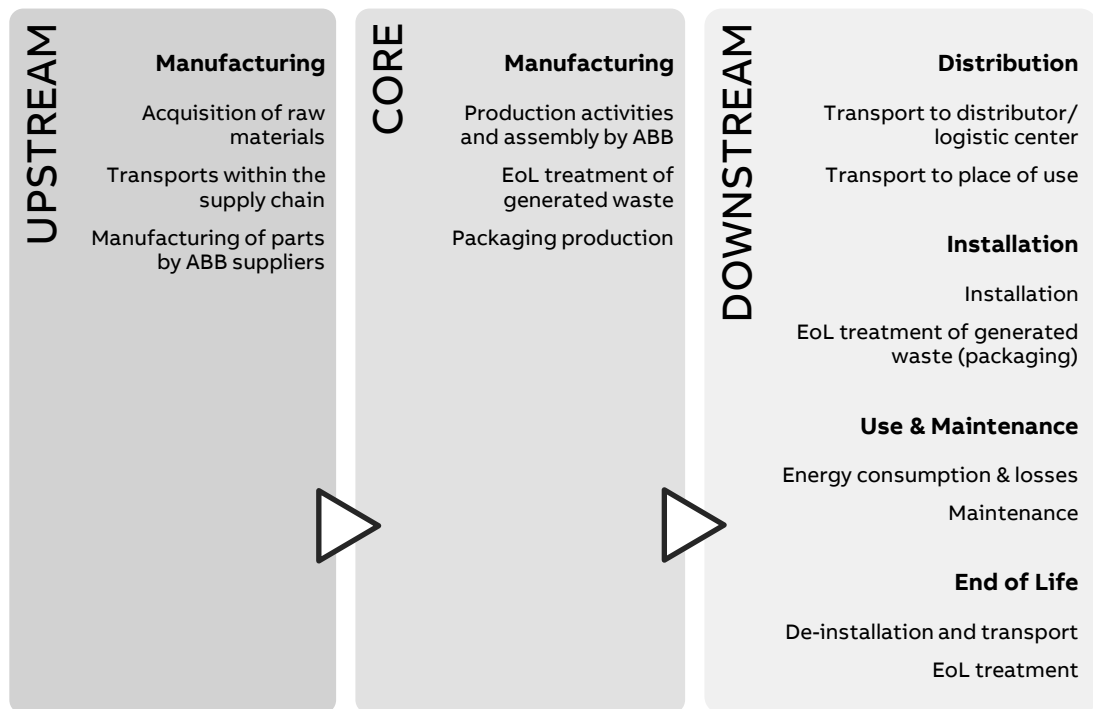 UPSTREAM
Manufacturing
Acquisition of raw
materials
Transports within the
supply chain
Manufacturing of parts
by ABB suppliers
CORE
Manufacturing
Production activities
and assembly by ABB
EoL treatment of
generated waste
Packaging production
DOWNSTREAM
Distribution
Transport to distributor/
logistic center
Transport to place of use
Installation
Installation
EoL treatment of generated
waste (packaging)
Use & Maintenance
Energy consumption & losses
Maintenance
End of Life
De-installation and transport
EoL treatment